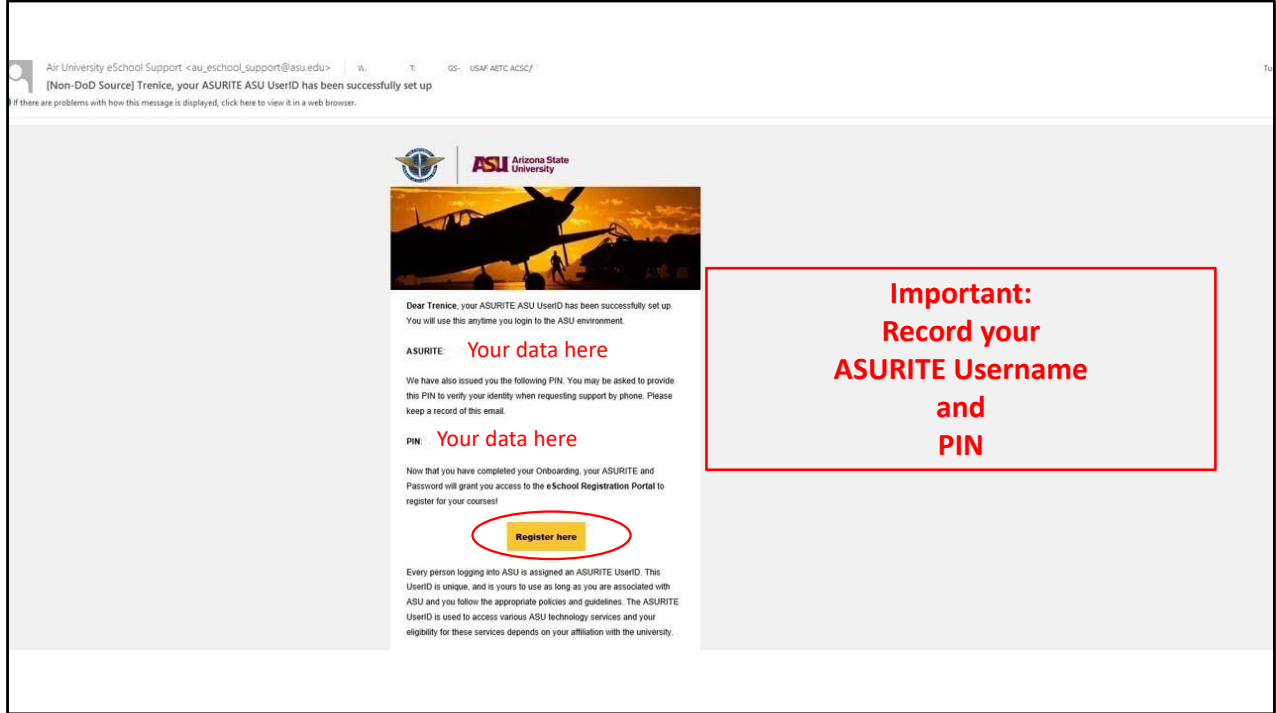 Air University eSchool Support <au_eschool_support@asu.edu> W. T. GS- USAF AETC ACSC/
Tu
[Non-DoD Source] Trenice, your ASURITE ASU UserID has been successfully set up
If there are problems with how this message is displayed, click here to view it in a web browser.
ASU Arizona State
University
Dear Trenice, your ASURITE ASU UserID has been successfully set up.
You will use this anytime you login to the ASU environment.
ASURITE: Your data here
We have also issued you the following PIN. You may be asked to provide
this PIN to verify your identity when requesting support by phone. Please
keep a record of this email.
PIN: Your data here
Now that you have completed your Onboarding, your ASURITE and
Password will grant you access to the eSchool Registration Portal to
register for your courses!
Register here
Every person logging into ASU is assigned an ASURITE UserID. This
UserID is unique, and is yours to use as long as you are associated with
ASU and you follow the appropriate policies and guidelines. The ASURITE
UserID is used to access various ASU technology services and your
eligibility for these services depends on your affiliation with the university.
Important:
Record your
ASURITE Username
and
PIN